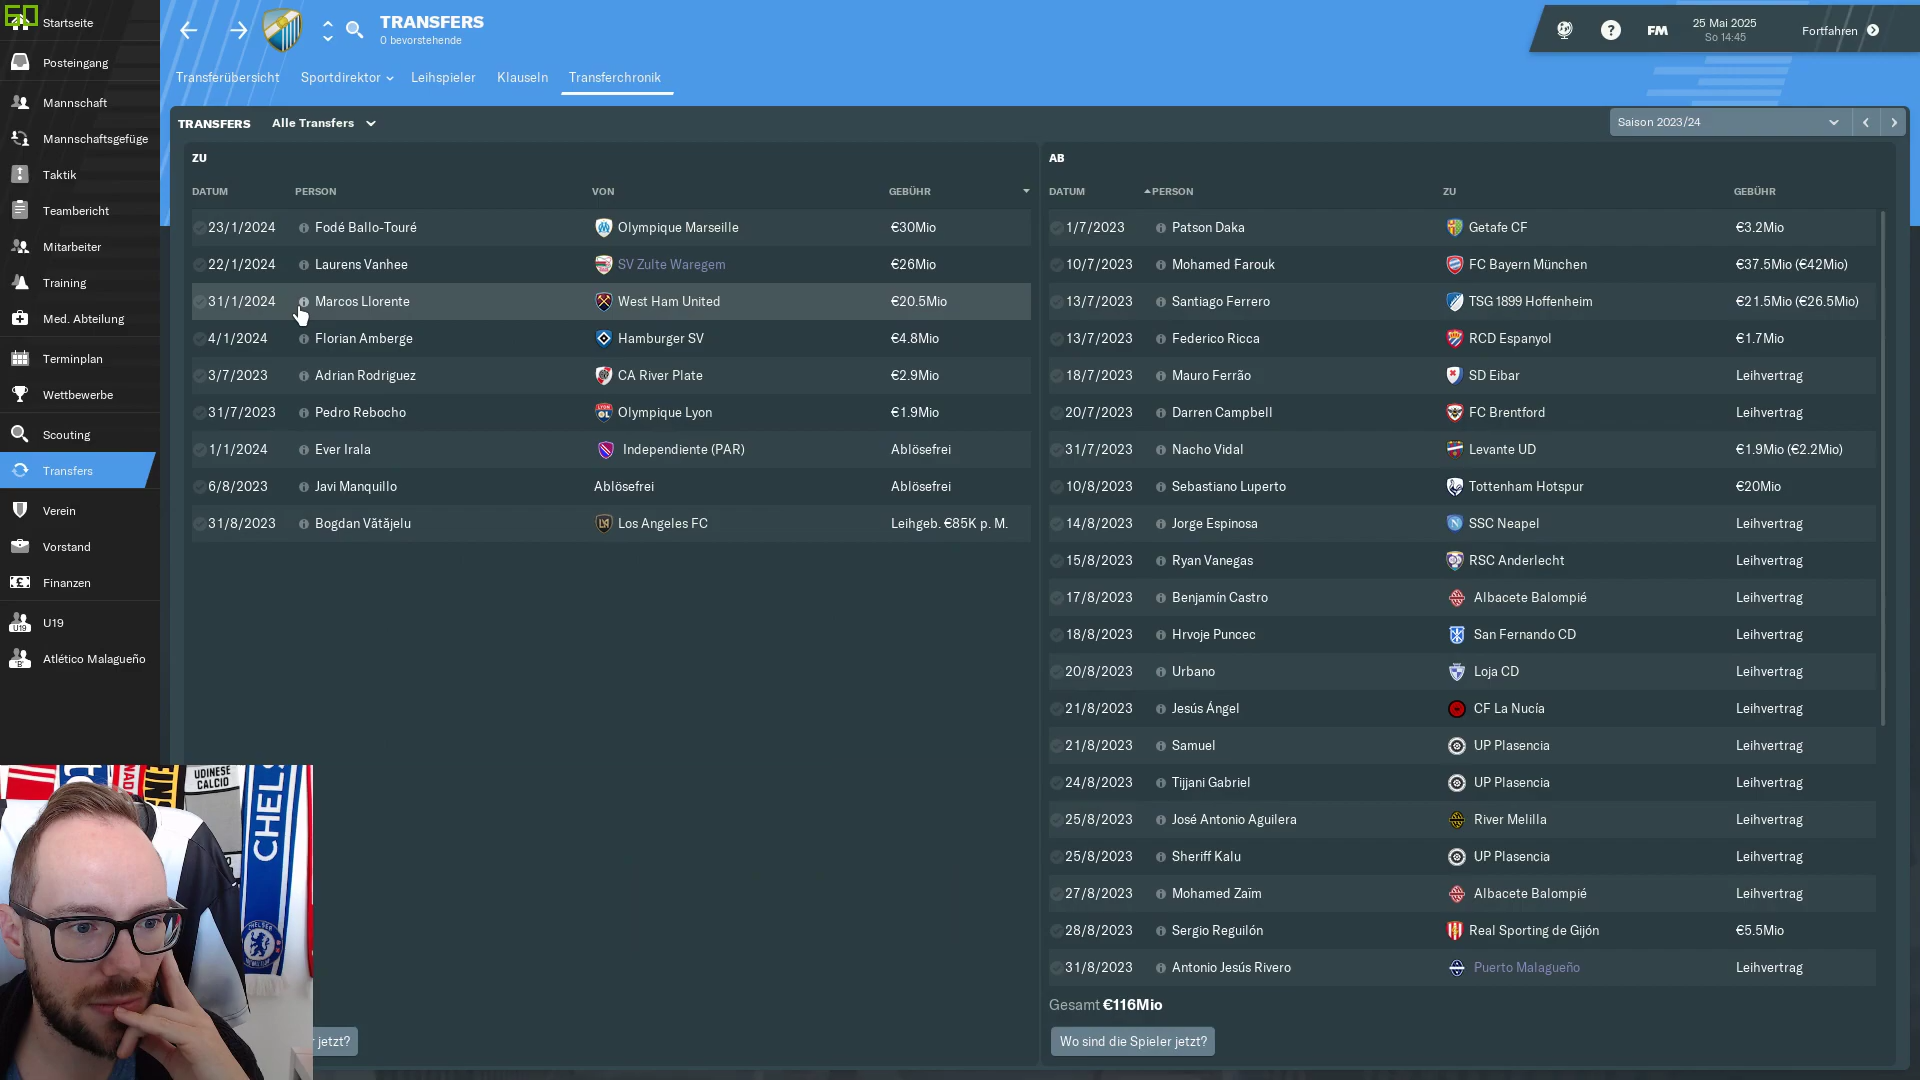 60
Startseite
Posteingang
Mannschaft
Mannschaftsgefüge
Taktik
Teambericht
Mitarbeiter
Training
Med. Abteilung
Terminplan
Wettbewerbe
Scouting
Transfers
Verein
Vorstand
Finanzen
U19
U19
Atlético Malagueño
"B"
TRANSFERS
0 bevorstehende
? FM
25 Mai 2025
So 14:45
Fortfahren
Transferübersicht Sportdirektor Leihspieler Klauseln Transferchronik
TRANSFERS Alle Transfers
Saison 2023/24
ZU
DATUM PERSON VON GEBÜHR
23/1/2024 Fodé Ballo-Touré Olympique Marseille €30Mio
22/1/2024 Laurens Vanhee SV Zulte Waregem €26Mio
31/1/2024 Marcos Llorente West Ham United €20.5Mio
4/1/2024 Florian Amberge Hamburger SV €4.8Mio
3/7/2023 Adrian Rodriguez CA River Plate €2.9Mio
31/7/2023 Pedro Rebocho Olympique Lyon €1.9Mio
1/1/2024 Ever Irala Independiente (PAR) Ablösefrei
6/8/2023 Javi Manquillo Ablösefrei Ablösefrei
31/8/2023 Bogdan Vătăjelu Los Angeles FC Leihgeb. €85K p. M.
AB
DATUM PERSON ZU GEBÜHR
1/7/2023 Patson Daka Getafe CF €3.2Mio
10/7/2023 Mohamed Farouk FC Bayern München €37.5Mio (€42Mio)
13/7/2023 Santiago Ferrero TSG 1899 Hoffenheim €21.5Mio (€26.5Mio)
13/7/2023 Federico Ricca RCD Espanyol €1.7Mio
18/7/2023 Mauro Ferrão SD Eibar Leihvertrag
20/7/2023 Darren Campbell FC Brentford Leihvertrag
31/7/2023 Nacho Vidal Levante UD €1.9Mio (€2.2Mio)
10/8/2023 Sebastiano Luperto Tottenham Hotspur €20Mio
14/8/2023 Jorge Espinosa SSC Neapel Leihvertrag
15/8/2023 Ryan Vanegas RSC Anderlecht Leihvertrag
17/8/2023 Benjamín Castro Albacete Balompié Leihvertrag
18/8/2023 Hrvoje Puncec San Fernando CD Leihvertrag
20/8/2023 Urbano Loja CD Leihvertrag
21/8/2023 Jesús Ángel CF La Nucía Leihvertrag
21/8/2023 Samuel UP Plasencia Leihvertrag
24/8/2023 Tijjani Gabriel UP Plasencia Leihvertrag
25/8/2023 José Antonio Aguilera River Melilla Leihvertrag
25/8/2023 Sheriff Kalu UP Plasencia Leihvertrag
27/8/2023 Mohamed Zaïm Albacete Balompié Leihvertrag
28/8/2023 Sergio Reguilón Real Sporting de Gijón €5.5Mio
31/8/2023 Antonio Jesús Rivero Puerto Malagueño Leihvertrag
Gesamt €116Mio
Wo sind die Spieler jetzt?
r jetzt?
UDINESE
CALCIO
CHELS